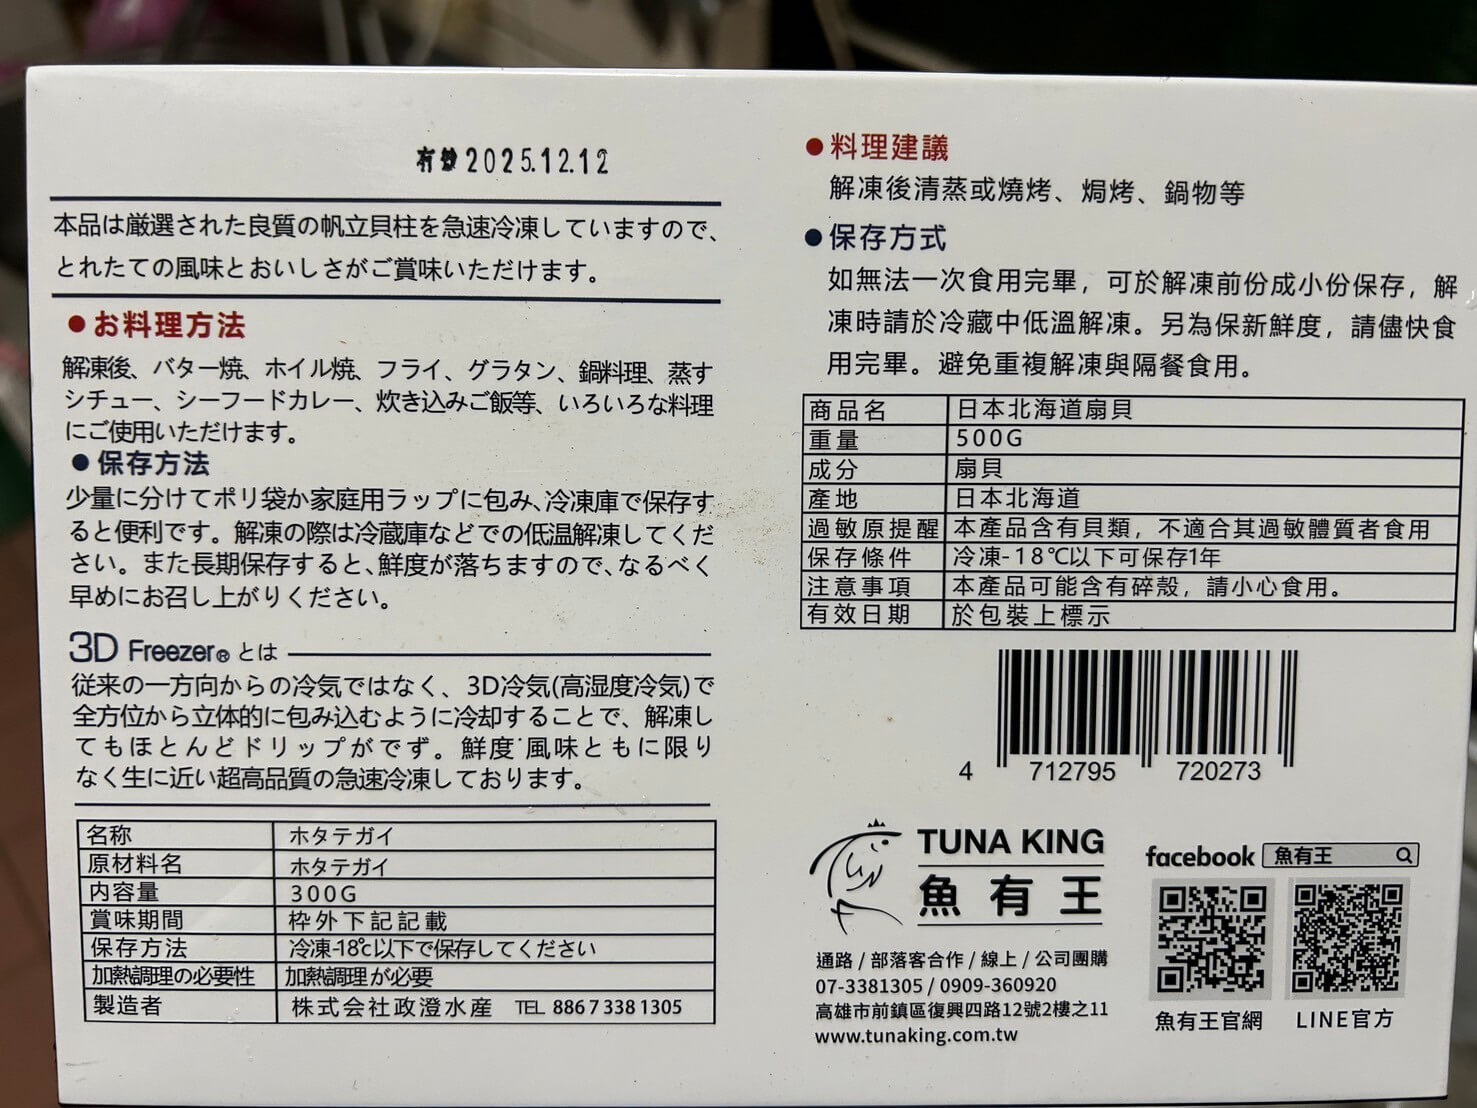 有效2025.12.12
本品は厳選された良質の帆立貝柱を急速冷凍していますので、
とれたての風味とおいしさがご賞味いただけます。
●お料理方法
解凍後、バター焼、ホイル焼、フライ、グラタン、鍋料理、蒸す
シチュー、シーフードカレー、炊き込みご飯等、いろいろな料理
にご使用いただけます。
●保存方法
少量に分けてポリ袋か家庭用ラップに包み、冷凍庫で保存す
ると便利です。解凍の際は冷蔵庫などでの低温解凍してくだ
さい。また長期保存すると、鮮度が落ちますので、なるべく
早めにお召し上がりください。
3D Freezer® とは
従来の一方向からの冷気ではなく、3D冷気(高湿度冷気)で
全方位から立体的に包み込むように冷却することで、解凍し
てもほとんどドリップがでず。鮮度・風味ともに限り
なく生に近い超高品質の急速冷凍しております。
名称 ホタテガイ
原材料名 ホタテガイ
内容量 300G
賞味期間 枠外下記記載
保存方法 冷凍-18℃以下で保存してください
加熱調理の必要性 加熱調理が必要
製造者 株式会社政澄水産 TEL 886 7 338 1305
●料理建議
解凍後清蒸或燒烤、焗烤、鍋物等
●保存方式
如無法一次食用完畢，可於解凍前份成小份保存，解
凍時請於冷藏中低溫解凍。另為保新鮮度，請儘快食
用完畢。避免重複解凍與隔餐食用。
商品名 日本北海道扇貝
重量 500G
成分 扇貝
產地 日本北海道
過敏原提醒 本產品含有貝類，不適合其過敏體質者食用
保存條件 冷凍-18℃以下可保存1年
注意事項 本產品可能含有碎殼，請小心食用。
有效日期 於包裝上標示
4 712795 720273
TUNA KING
魚有王
通路/部落客合作/線上/公司團購
07-3381305/0909-360920
高雄市前鎮區復興四路12號2樓之11
www.tunaking.com.tw
facebook 魚有王
魚有王官網 LINE官方